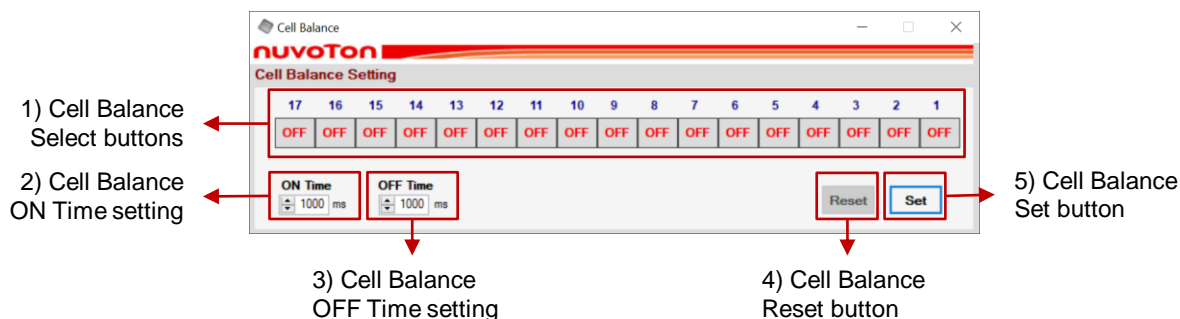 Cell Balance
nuvoTon
Cell Balance Setting
17 16 15 14 13 12 11 10 9 8 7 6 5 4 3 2 1
OFF OFF OFF OFF OFF OFF OFF OFF OFF OFF OFF OFF OFF OFF OFF OFF OFF
1) Cell Balance
Select buttons
2) Cell Balance
ON Time setting
ON Time
1000 ms
OFF Time
1000 ms
Reset
Set
5) Cell Balance
Set button
3) Cell Balance
OFF Time setting
4) Cell Balance
Reset button